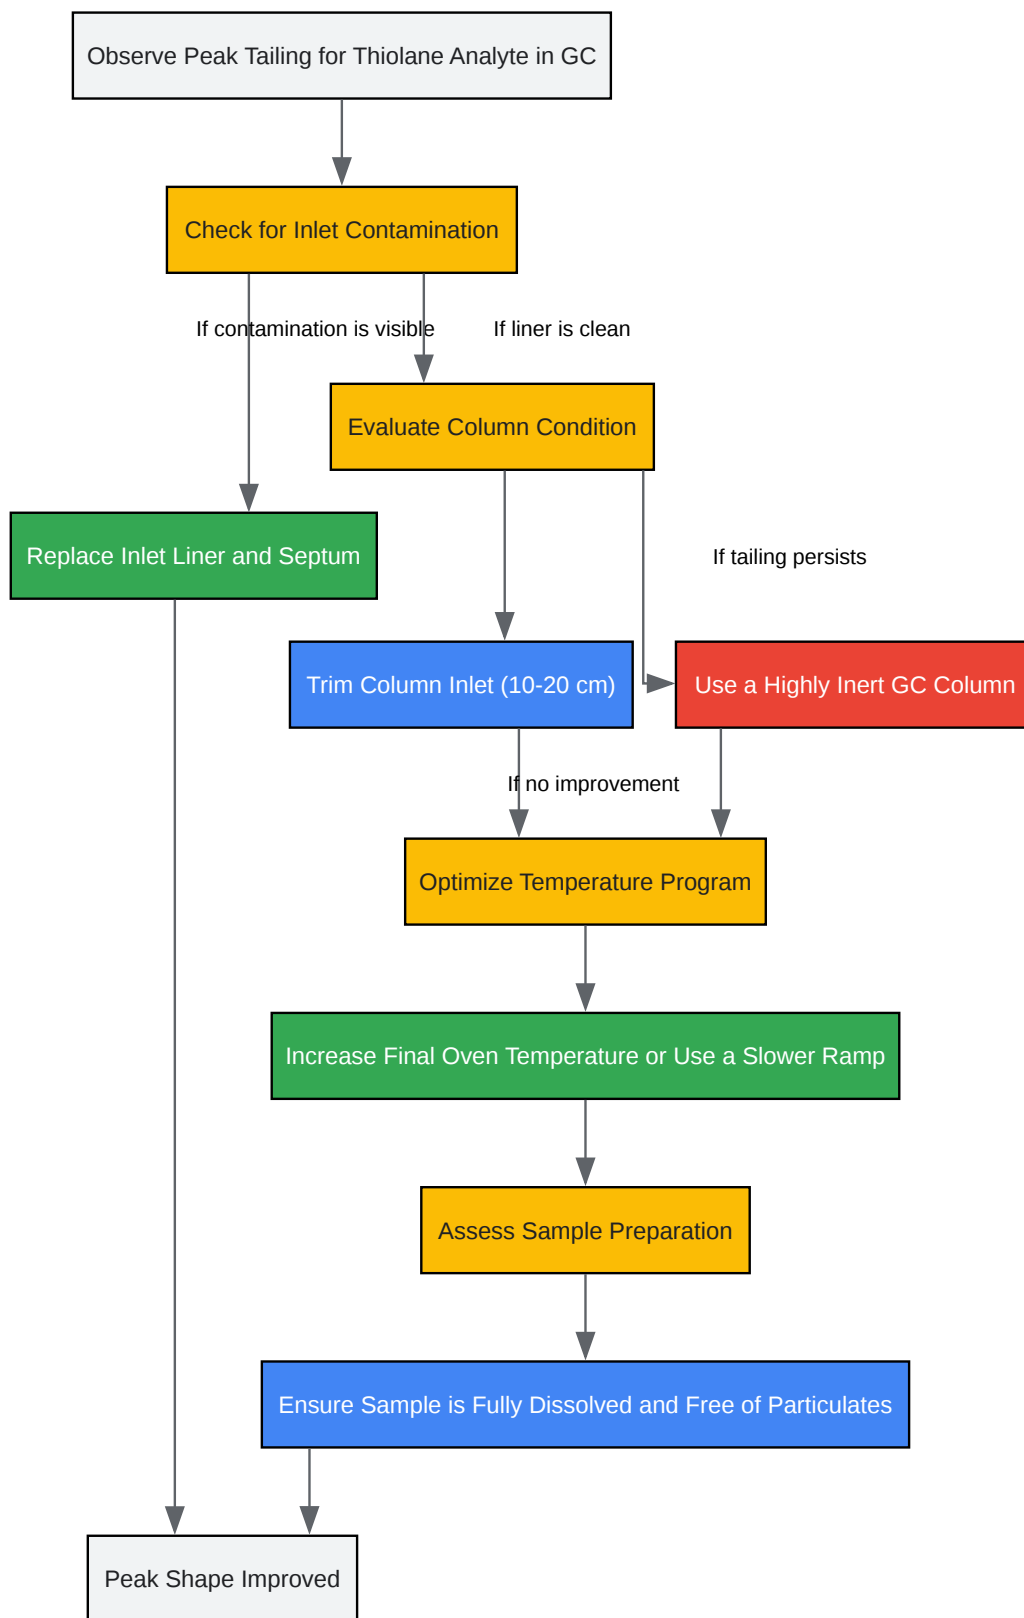 Observe Peak Tailing for Thiolane Analyte in GC
Check for Inlet Contamination
If contamination is visible
If liner is clean
Evaluate Column Condition
Replace Inlet Liner and Septum
If tailing persists
Trim Column Inlet (10-20 cm)
Use a Highly Inert GC Column
If no improvement
Optimize Temperature Program
Increase Final Oven Temperature or Use a Slower Ramp
Assess Sample Preparation
Ensure Sample is Fully Dissolved and Free of Particulates
Peak Shape Improved